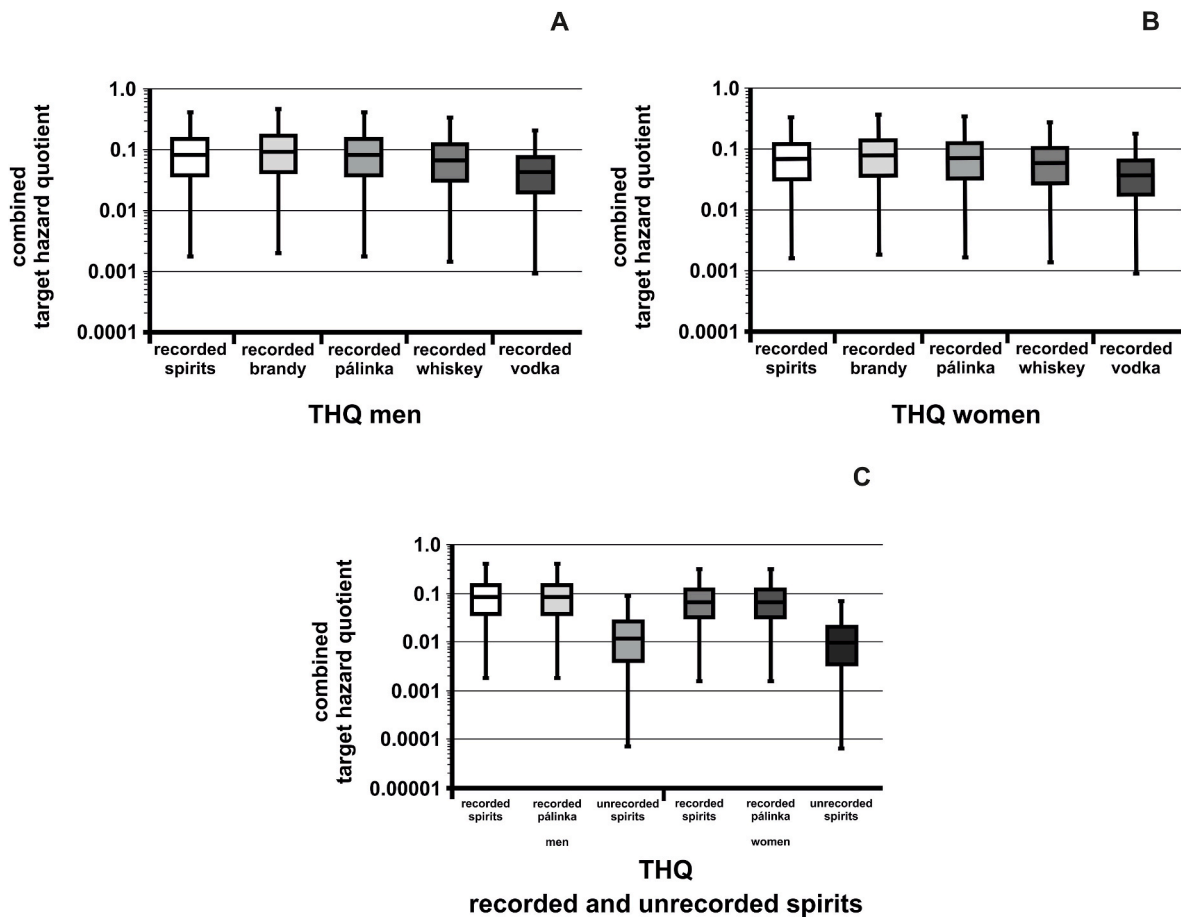 A
combined
target hazard quotient
1.0
0.1
0.01
0.001
0.0001
recorded recorded recorded recorded recorded
spirits brandy pálinka whiskey vodka
THQ men
B
combined
target hazard quotient
1.0
0.1
0.01
0.001
0.0001
recorded recorded recorded recorded recorded
spirits brandy pálinka whiskey vodka
THQ women
C
combined
target hazard quotient
1.0
0.1
0.01
0.001
0.0001
0.00001
recorded recorded unrecorded recorded recorded unrecorded
spirits pálinka spirits spirits pálinka spirits
men women
THQ
recorded and unrecorded spirits